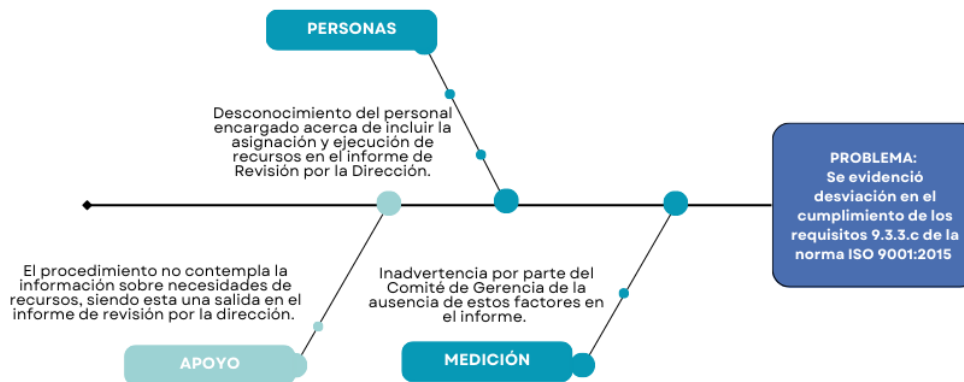 PERSONAS
Desconocimiento del personal
encargado acerca de incluir la
asignación y ejecución de
recursos en el informe de
Revisión por la Dirección.
PROBLEMA:
Se evidenció
desviación en el
cumplimiento de los
requisitos 9.3.3.c de la
norma ISO 9001:2015
El procedimiento no contempla la
información sobre necesidades de
recursos, siendo esta una salida en el
informe de revisión por la dirección.
APOYO
Inadvertencia por parte del
Comité de Gerencia de la
ausencia de estos factores en
el informe.
MEDICIÓN